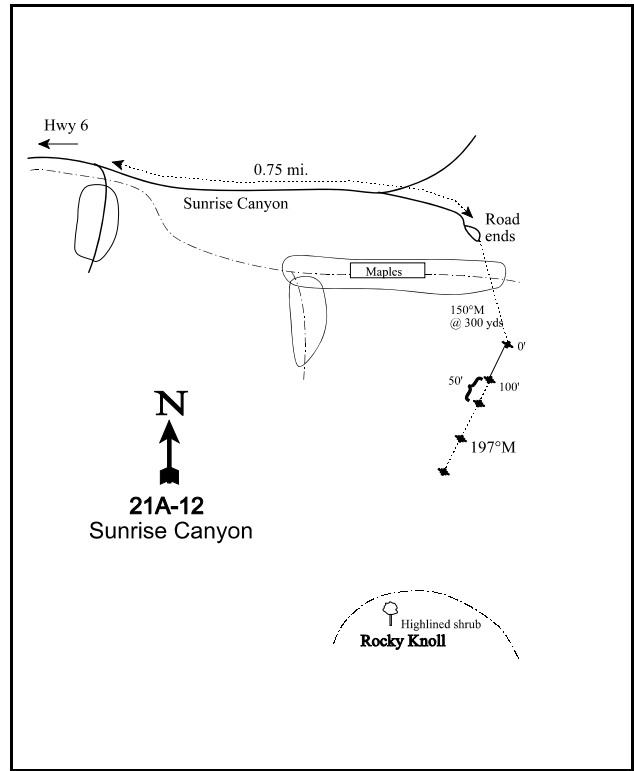 Hwy 6
0.75 mi.
Sunrise Canyon
Road
ends
Maples
150°M
@ 300 yds
0'
50'
100'
197°M
N
21A-12
Sunrise Canyon
Highlined shrub
Rocky Knoll